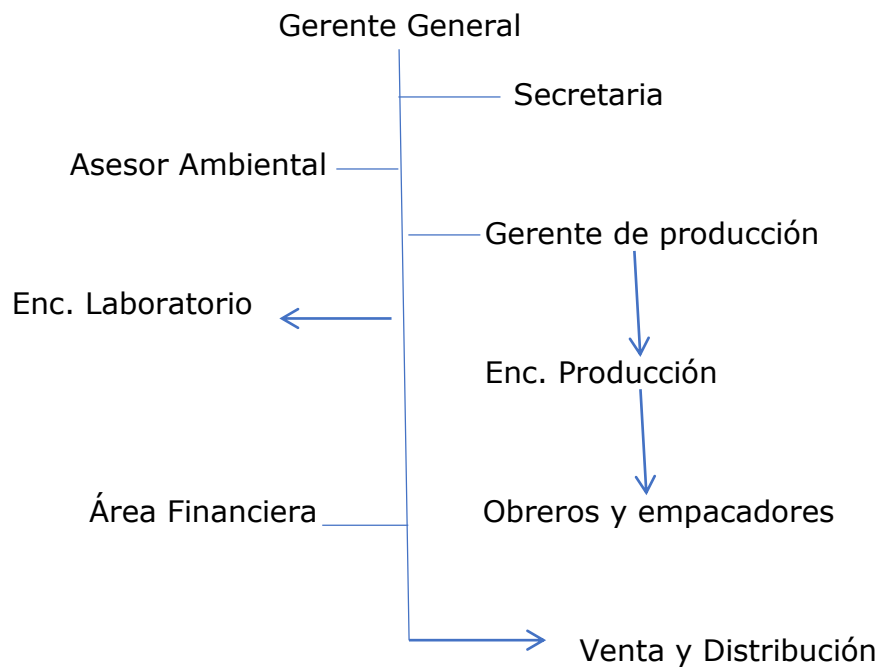 Gerente General
Secretaria
Asesor Ambiental
Gerente de producción
Enc. Laboratorio
Enc. Producción
Área Financiera
Obreros y empacadores
Venta y Distribución